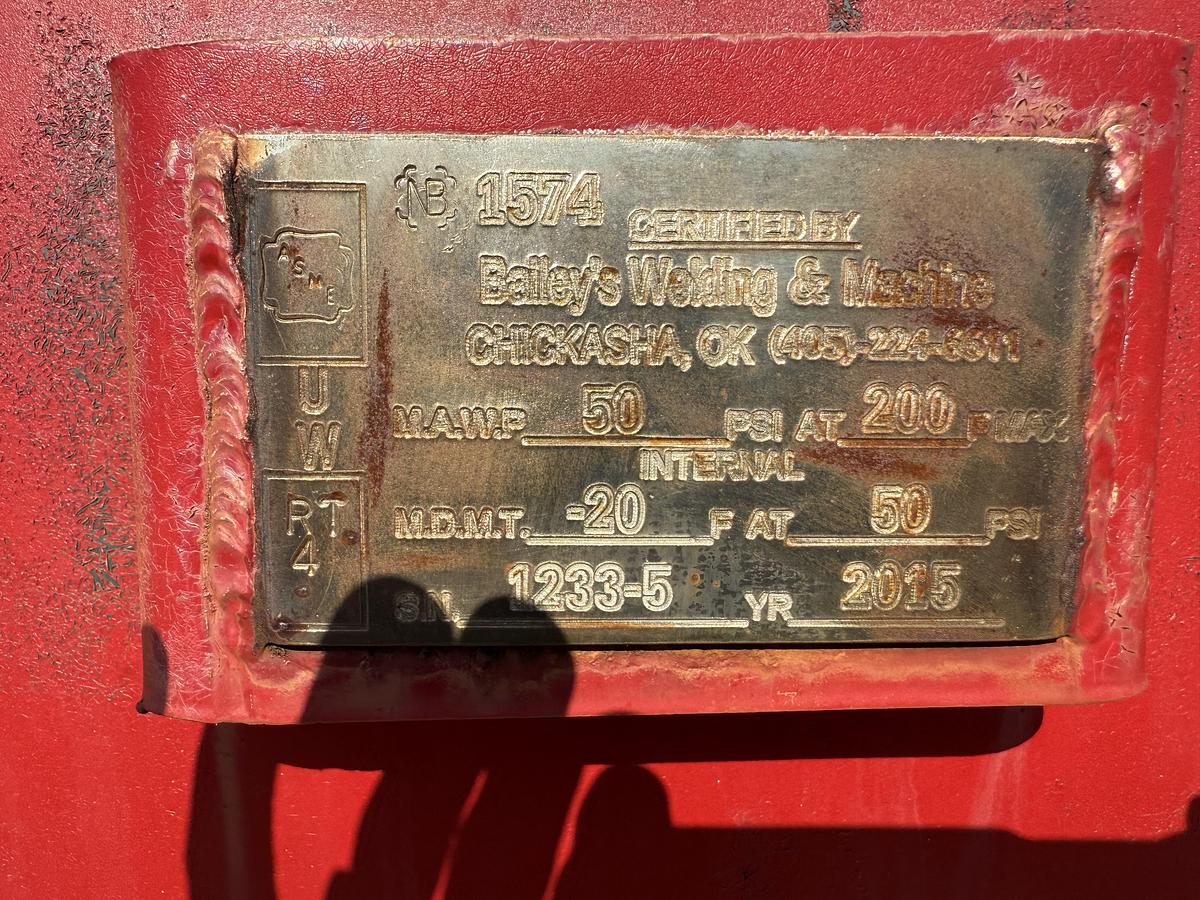 NB 1574
CERTIFIED BY
Bailey's Welding & Machine
CHICKASHA, OK (405)-224-6611
M.A.W.P. 50 PSI AT 200 F MAX
INTERNAL
M.D.M.T. -20 F AT 50 PSI
S.N. 1233-5 YR 2015
ASME
U
W
RT
4